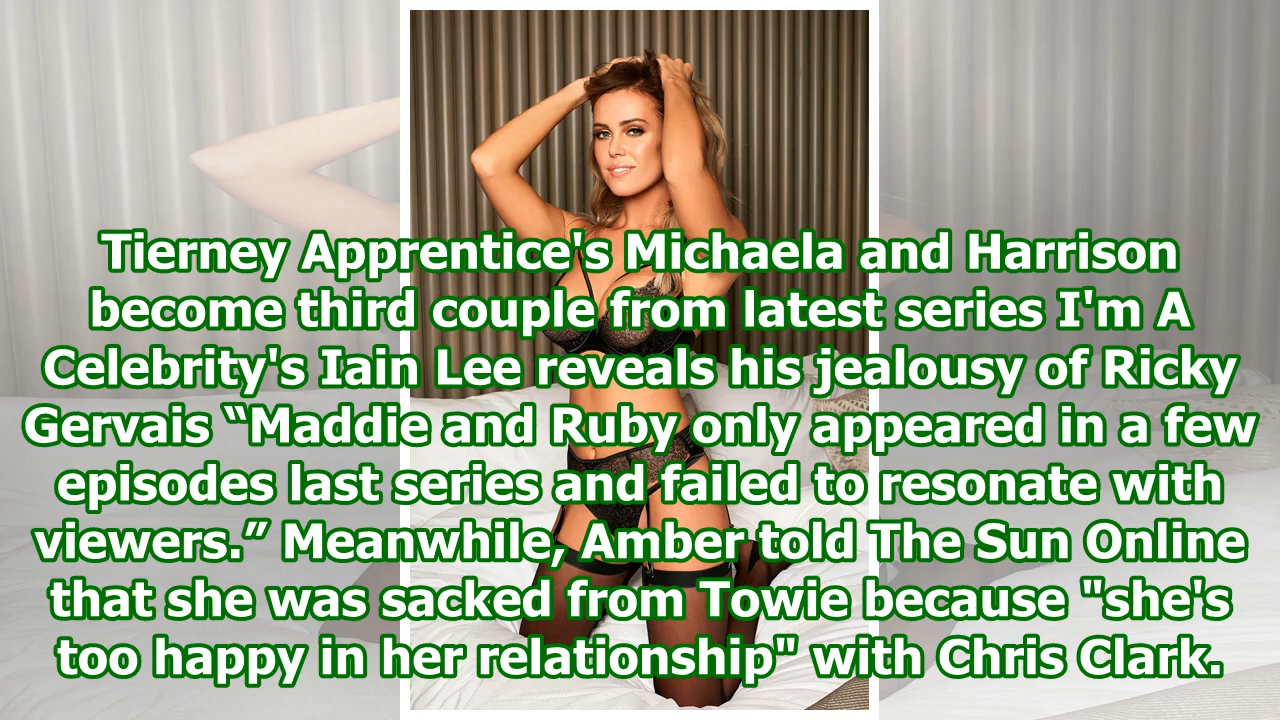 Tierney Apprentice's Michaela and Harrison
become third couple from latest series I'm A
Celebrity's Iain Lee reveals his jealousy of Ricky
Gervais “Maddie and Ruby only appeared in a few
episodes last series and failed to resonate with
viewers.” Meanwhile, Amber told The Sun Online
that she was sacked from Towie because "she's
too happy in her relationship" with Chris Clark.